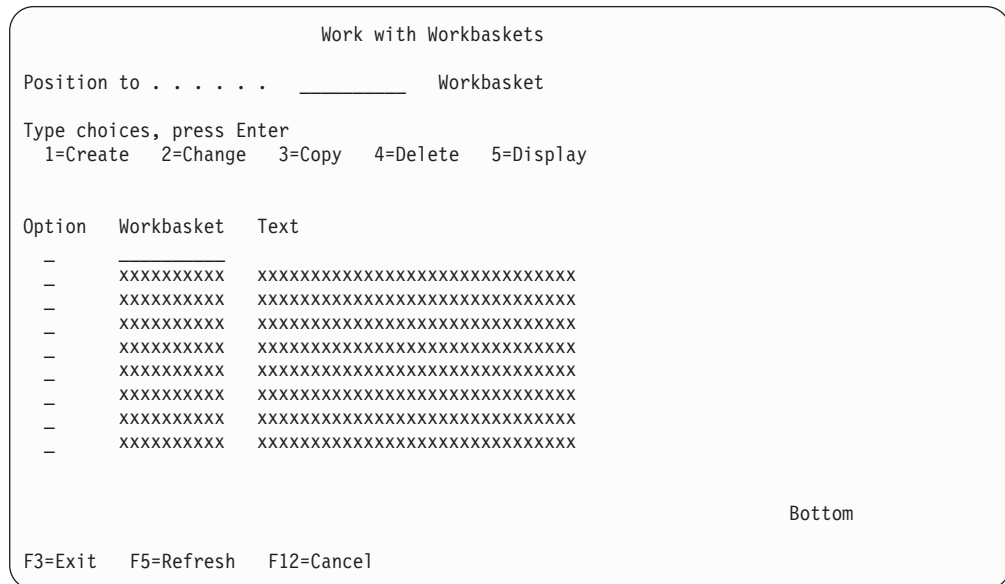 Work with Workbaskets
Position to . . . . . . __________ Workbasket
Type choices, press Enter
1=Create 2=Change 3=Copy 4=Delete 5=Display
Option Workbasket Text
_ __________
_ xxxxxxxxxx xxxxxxxxxxxxxxxxxxxxxxxxxxxxxx
_ xxxxxxxxxx xxxxxxxxxxxxxxxxxxxxxxxxxxxxxx
_ xxxxxxxxxx xxxxxxxxxxxxxxxxxxxxxxxxxxxxxx
_ xxxxxxxxxx xxxxxxxxxxxxxxxxxxxxxxxxxxxxxx
_ xxxxxxxxxx xxxxxxxxxxxxxxxxxxxxxxxxxxxxxx
_ xxxxxxxxxx xxxxxxxxxxxxxxxxxxxxxxxxxxxxxx
_ xxxxxxxxxx xxxxxxxxxxxxxxxxxxxxxxxxxxxxxx
_ xxxxxxxxxx xxxxxxxxxxxxxxxxxxxxxxxxxxxxxx
Bottom
F3=Exit F5=Refresh F12=Cancel